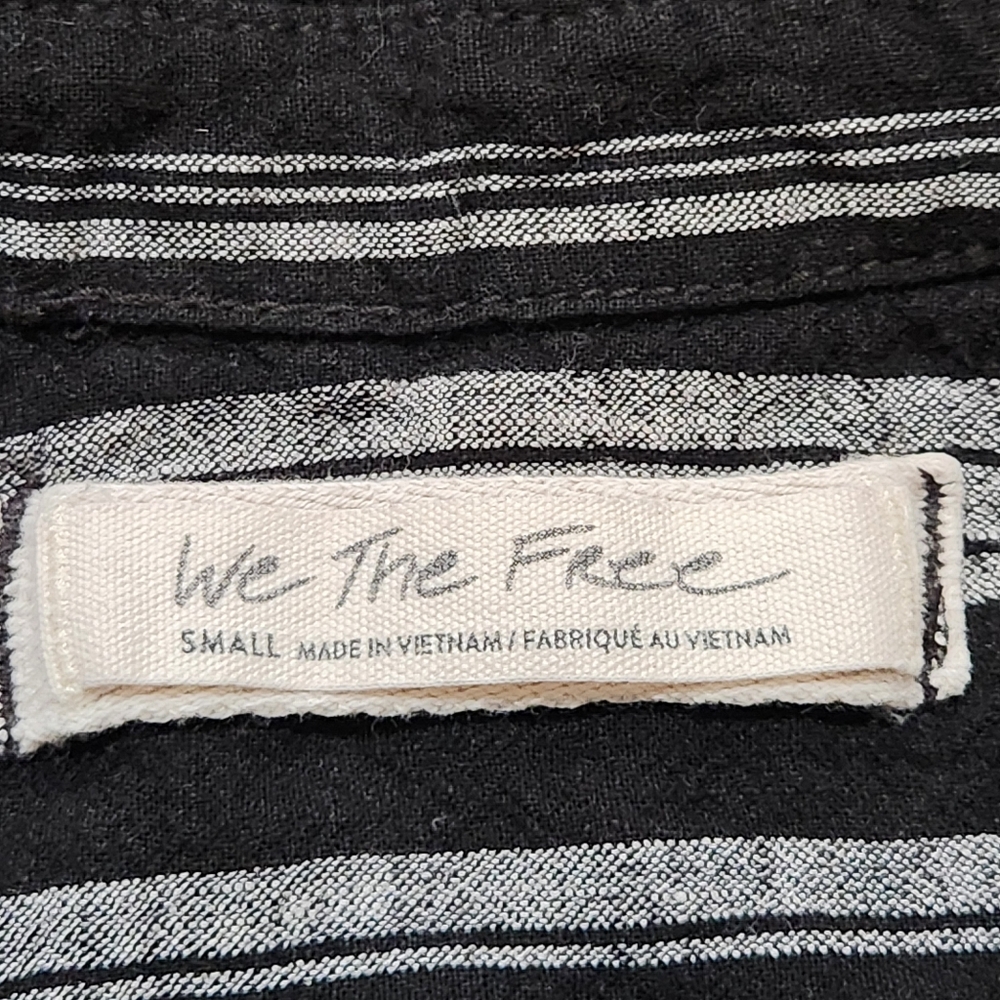 We The Free
SMALL MADE IN VIETNAM / FABRIQUÉ AU VIETNAM